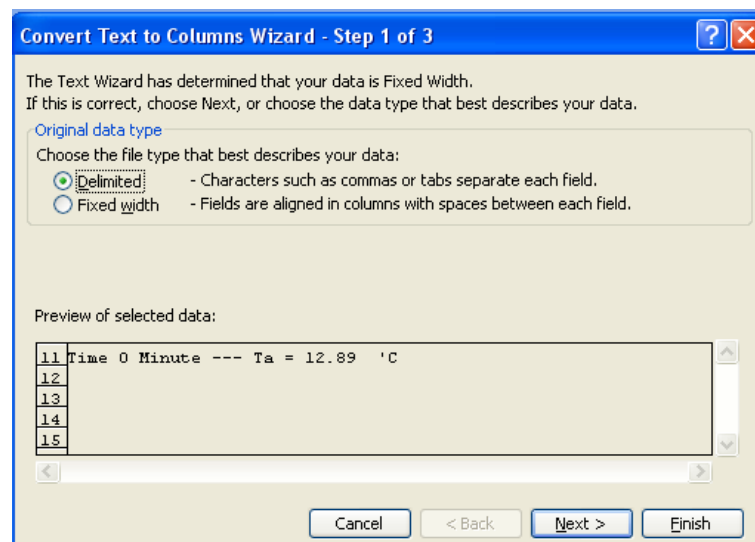 Convert Text to Columns Wizard - Step 1 of 3
The Text Wizard has determined that your data is Fixed Width.
If this is correct, choose Next, or choose the data type that best describes your data.
Original data type
Choose the file type that best describes your data:
Delimited - Characters such as commas or tabs separate each field.
Fixed width - Fields are aligned in columns with spaces between each field.
Preview of selected data:
11 Time 0 Minute --- Ta = 12.89 'C
12
13
14
15
Cancel < Back Next > Finish